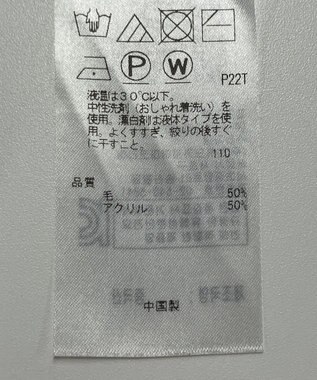 P22T
P W
液温は30℃以下。
中性洗剤（おしゃれ着洗い）を
使用。漂白剤は液体タイプを使
用。よくすすぎ、絞りの後すぐ
に干すこと。
110
品質
毛 50%
アクリル 50%
中国製